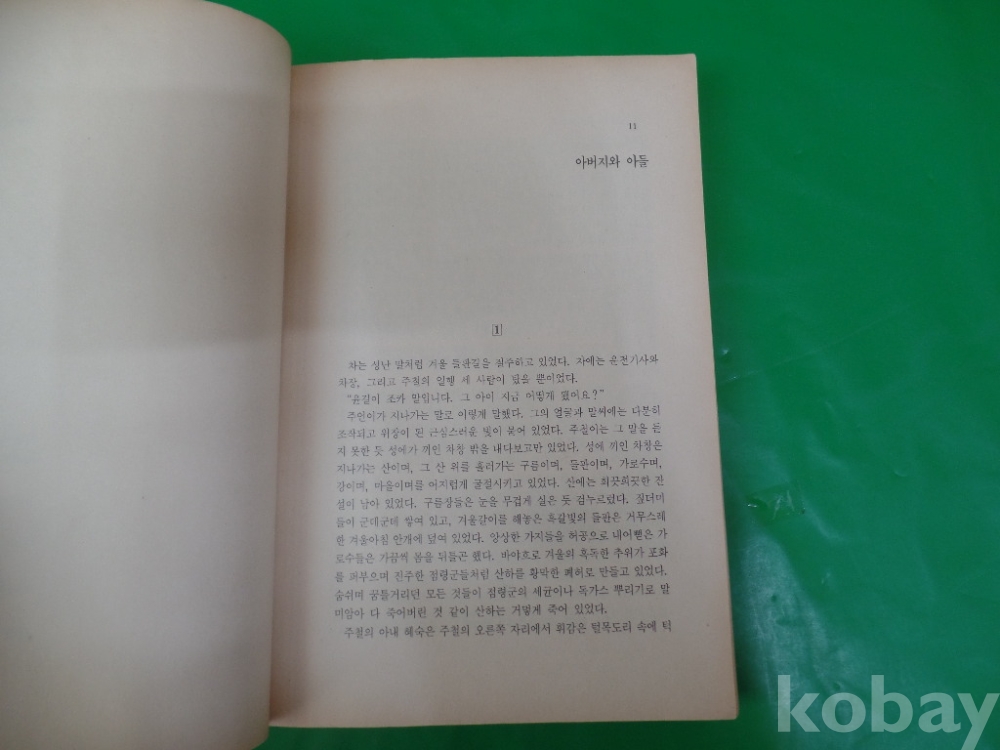 11
아버지와 아들
1
차는 성난 말처럼 겨울 들판길을 질주하고 있었다. 차에는 운전기사와
차장, 그리고 주철의 일행 세 사람이 탔을 뿐이었다.
"윤길이 조카 말입니다. 그 아이 지금 어떻게 됐어요?"
주인이가 지나가는 말로 이렇게 말했다. 그의 얼굴과 말씨에는 다분히
조작되고 위장이 된 근심스러운 빛이 묻어 있었다. 주철이는 그 말을 듣
지 못한 듯 성에가 끼인 차창 밖을 내다보고만 있었다. 성에 끼인 차창은
지나가는 산이며, 그 산 위를 흘러가는 구름이며, 들판이며, 가로수며,
강이며, 마을이며를 어지럽게 굴절시키고 있었다. 산에는 희끗희끗한 잔
설이 남아 있었다. 구름장들은 눈을 무겁게 실은 듯 검누르렀다. 짚더미
들이 군데군데 쌓여 있고, 겨울갈이를 해놓은 흑갈빛의 들판은 거무스레
한 겨울아침 안개에 덮여 있었다. 앙상한 가지들을 허공으로 내어뻗은 가
로수들은 가끔씩 몸을 뒤틀곤 했다. 바야흐로 겨울의 혹독한 추위가 포화
를 퍼부으며 진주한 점령군들처럼 산하를 황막한 폐허로 만들고 있었다.
숨쉬며 꿈틀거리던 모든 것들이 점령군의 세균이나 독가스 뿌리기로 말
미암아 다 죽어버린 것 같이 산하는 거멓게 죽어 있었다.
주철의 아내 혜숙은 주철의 오른쪽 자리에서 휘감은 털목도리 속에 턱
kobay